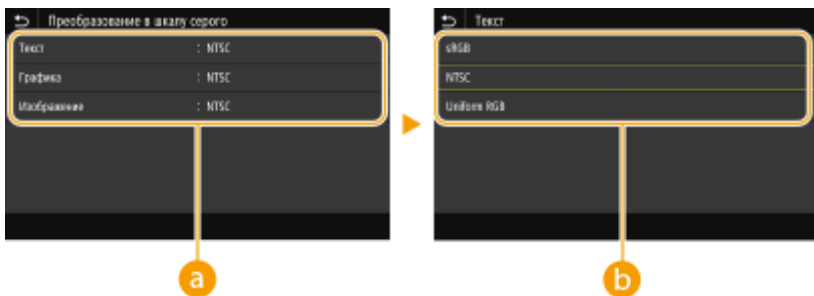 Преобразование в шкалу серого
Текст : NTSC
Графика : NTSC
Изображение : NTSC
a
Текст
sRGB
NTSC
Uniform RGB
b